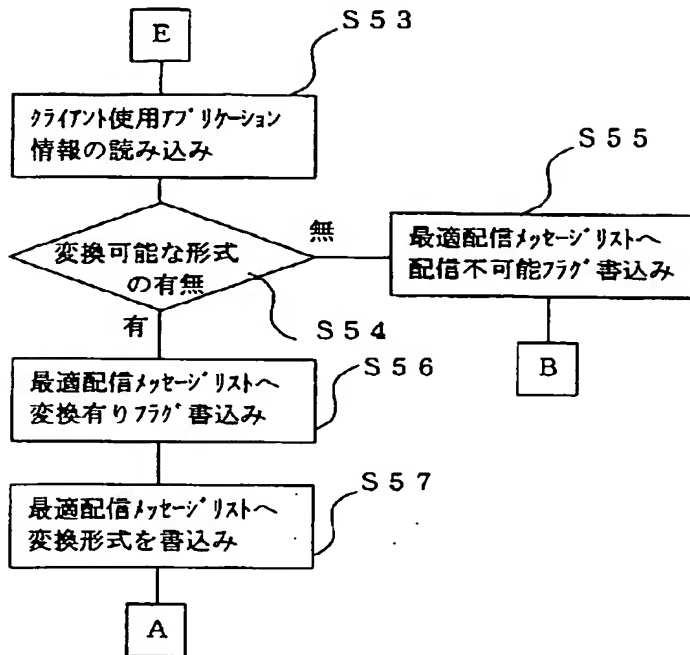 E
S53
ｸﾗｲｱﾝﾄ使用ｱﾌﾟﾘｹｰｼｮﾝ
情報の読み込み
変換可能な形式
の有無
S54
無
有
S55
最適配信ﾒｯｾｰｼﾞﾘｽﾄへ
配信不可能ﾌﾗｸﾞ書込み
B
S56
最適配信ﾒｯｾｰｼﾞﾘｽﾄへ
変換有りﾌﾗｸﾞ書込み
S57
最適配信ﾒｯｾｰｼﾞﾘｽﾄへ
変換形式を書込み
A